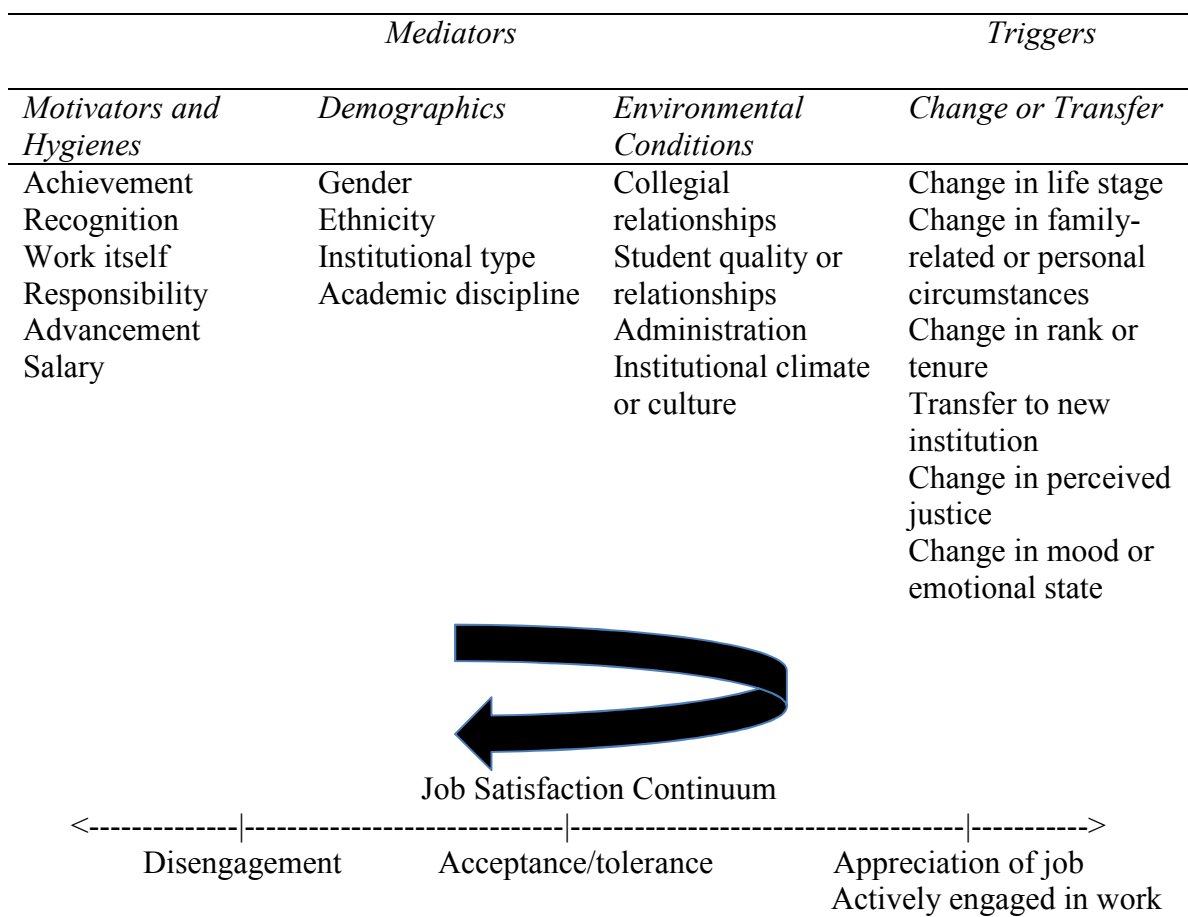 Mediators
Triggers
Motivators and
Hygienes
Demographics
Environmental
Conditions
Change or Transfer
Achievement
Recognition
Work itself
Responsibility
Advancement
Salary
Gender
Ethnicity
Institutional type
Academic discipline
Collegial
relationships
Student quality or
relationships
Administration
Institutional climate
or culture
Change in life stage
Change in family-
related or personal
circumstances
Change in rank or
tenure
Transfer to new
institution
Change in perceived
justice
Change in mood or
emotional state
Job Satisfaction Continuum
<--------------|------------------------------|--------------------------------------|----------->
Disengagement
Acceptance/tolerance
Appreciation of job
Actively engaged in work